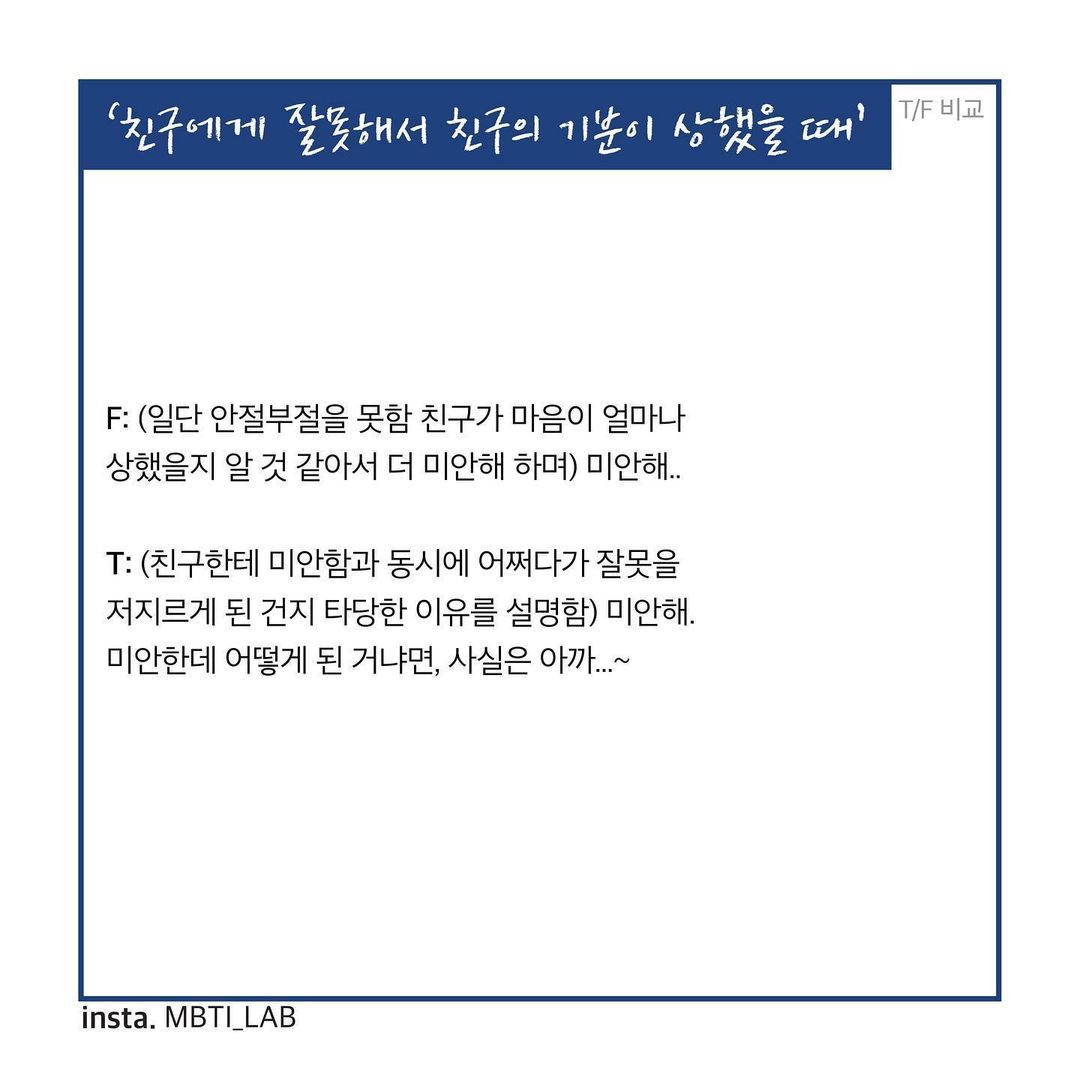 ‘친구에게 잘못해서 친구의 기분이 상했을 때’
T/F 비교
F: (일단 안절부절을 못함 친구가 마음이 얼마나
상했을지 알 것 같아서 더 미안해 하며) 미안해..
T: (친구한테 미안함과 동시에 어쩌다가 잘못을
저지르게 된 건지 타당한 이유를 설명함) 미안해.
미안한데 어떻게 된 거냐면, 사실은 아까...~
insta. MBTI_LAB